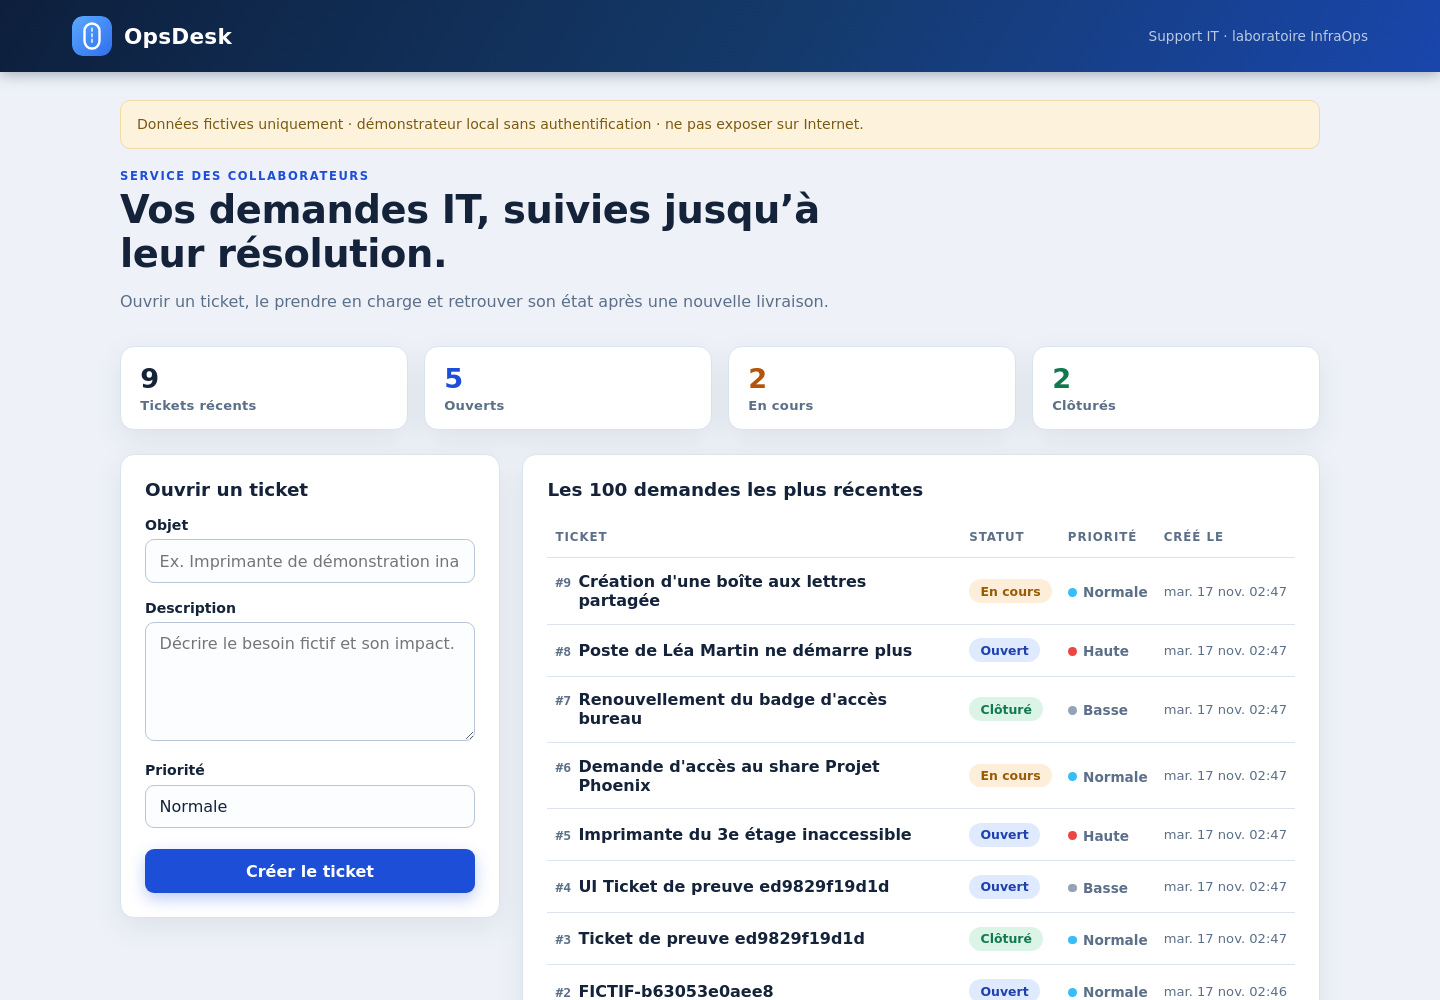 OpsDesk
Support IT · laboratoire InfraOps
Données fictives uniquement · démonstrateur local sans authentification · ne pas exposer sur Internet.
SERVICE DES COLLABORATEURS
Vos demandes IT, suivies jusqu’à
leur résolution.
Ouvrir un ticket, le prendre en charge et retrouver son état après une nouvelle livraison.
9
Tickets récents
5
Ouverts
2
En cours
2
Clôturés
Ouvrir un ticket
Objet
Ex. Imprimante de démonstration ina
Description
Décrire le besoin fictif et son impact.
Priorité
Normale
Créer le ticket
Les 100 demandes les plus récentes
TICKET STATUT PRIORITÉ CRÉÉ LE
#9 Création d'une boîte aux lettres
partagée
En cours Normale mar. 17 nov. 02:47
#8 Poste de Léa Martin ne démarre plus Ouvert Haute mar. 17 nov. 02:47
#7 Renouvellement du badge d'accès
bureau
Clôturé Basse mar. 17 nov. 02:47
#6 Demande d'accès au share Projet
Phoenix
En cours Normale mar. 17 nov. 02:47
#5 Imprimante du 3e étage inaccessible Ouvert Haute mar. 17 nov. 02:47
#4 UI Ticket de preuve ed9829f19d1d Ouvert Basse mar. 17 nov. 02:47
#3 Ticket de preuve ed9829f19d1d Clôturé Normale mar. 17 nov. 02:47
#2 FICTIF-b63053e0aee8 Ouvert Normale mar. 17 nov. 02:46